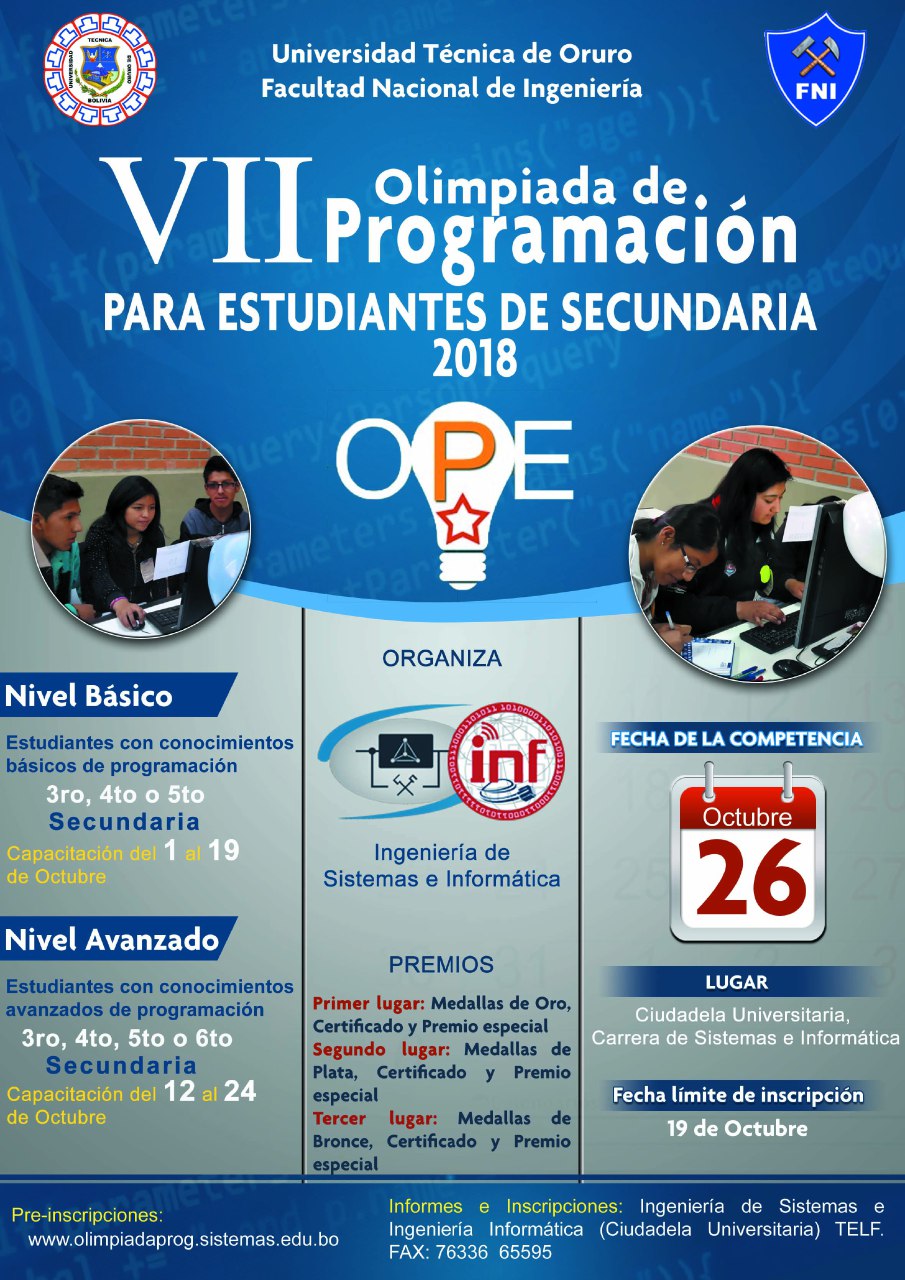 UNIVERSIDAD TECNICA DE ORURO
BOLIVIA
Universidad Técnica de Oruro
Facultad Nacional de Ingeniería
FNI
VII Olimpiada de
Programación
PARA ESTUDIANTES DE SECUNDARIA
2018
OPE
Nivel Básico
Estudiantes con conocimientos
básicos de programación
3ro, 4to o 5to
Secundaria
Capacitación del 1 al 19
de Octubre
Nivel Avanzado
Estudiantes con conocimientos
avanzados de programación
3ro, 4to, 5to o 6to
Secundaria
Capacitación del 12 al 24
de Octubre
ORGANIZA
inf
Ingeniería de
Sistemas e Informática
PREMIOS
Primer lugar: Medallas de Oro,
Certificado y Premio especial
Segundo lugar: Medallas de
Plata, Certificado y Premio
especial
Tercer lugar: Medallas de
Bronce, Certificado y Premio
especial
FECHA DE LA COMPETENCIA
Octubre
26
LUGAR
Ciudadela Universitaria,
Carrera de Sistemas e Informática
Fecha límite de inscripción
19 de Octubre
Pre-inscripciones:
www.olimpiadaprog.sistemas.edu.bo
Informes e Inscripciones: Ingeniería de Sistemas e
Ingeniería Informática (Ciudadela Universitaria) TELF.
FAX: 76336 65595